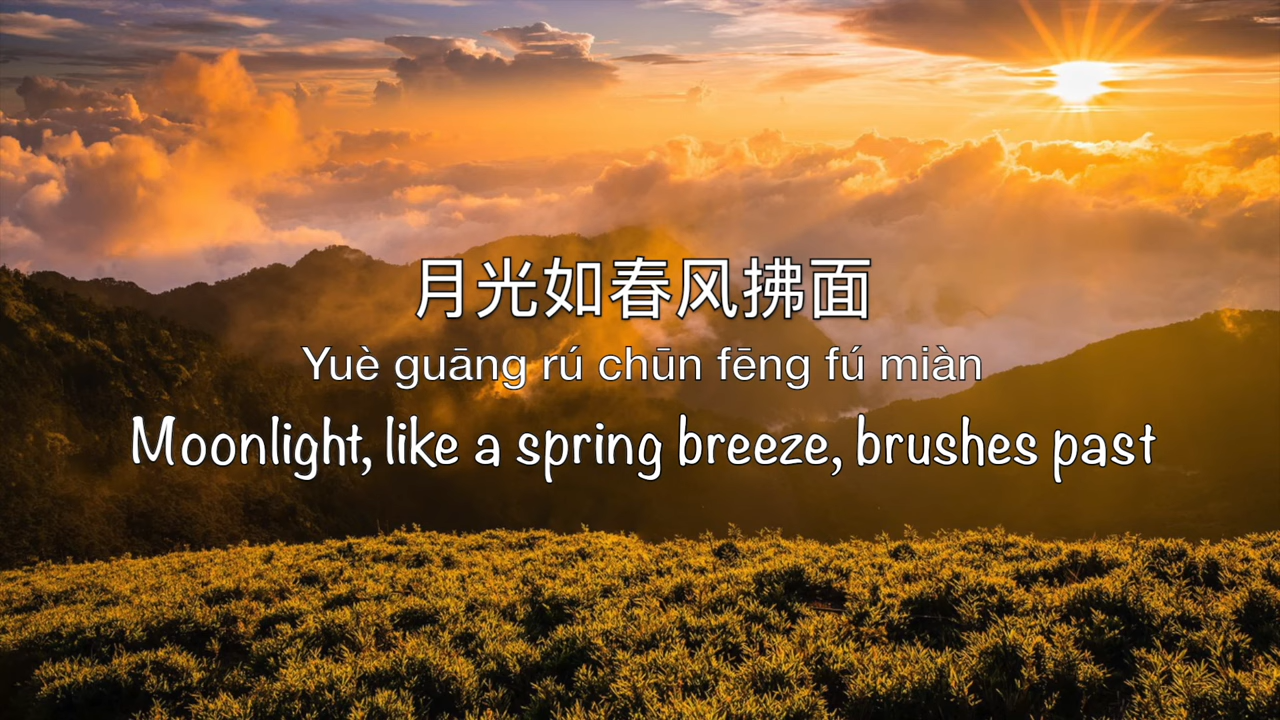 月光如春风拂面
Yuè guāng rú chūn fēng fú miàn
Moonlight, like a spring breeze, brushes past